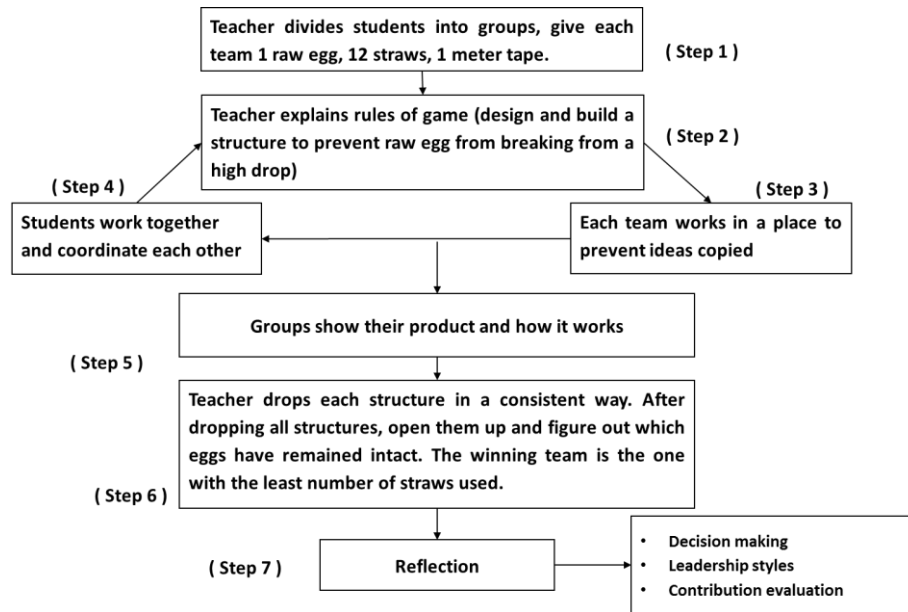 Teacher divides students into groups, give each
team 1 raw egg, 12 straws, 1 meter tape.
( Step 1 )
Teacher explains rules of game (design and build a
structure to prevent raw egg from breaking from a
high drop)
( Step 2 )
( Step 4 )
( Step 3 )
Students work together
and coordinate each other
Each team works in a place to
prevent ideas copied
Groups show their product and how it works
( Step 5 )
Teacher drops each structure in a consistent way. After
dropping all structures, open them up and figure out which
eggs have remained intact. The winning team is the one
with the least number of straws used.
( Step 6 )
( Step 7 )
Reflection
• Decision making
• Leadership styles
• Contribution evaluation